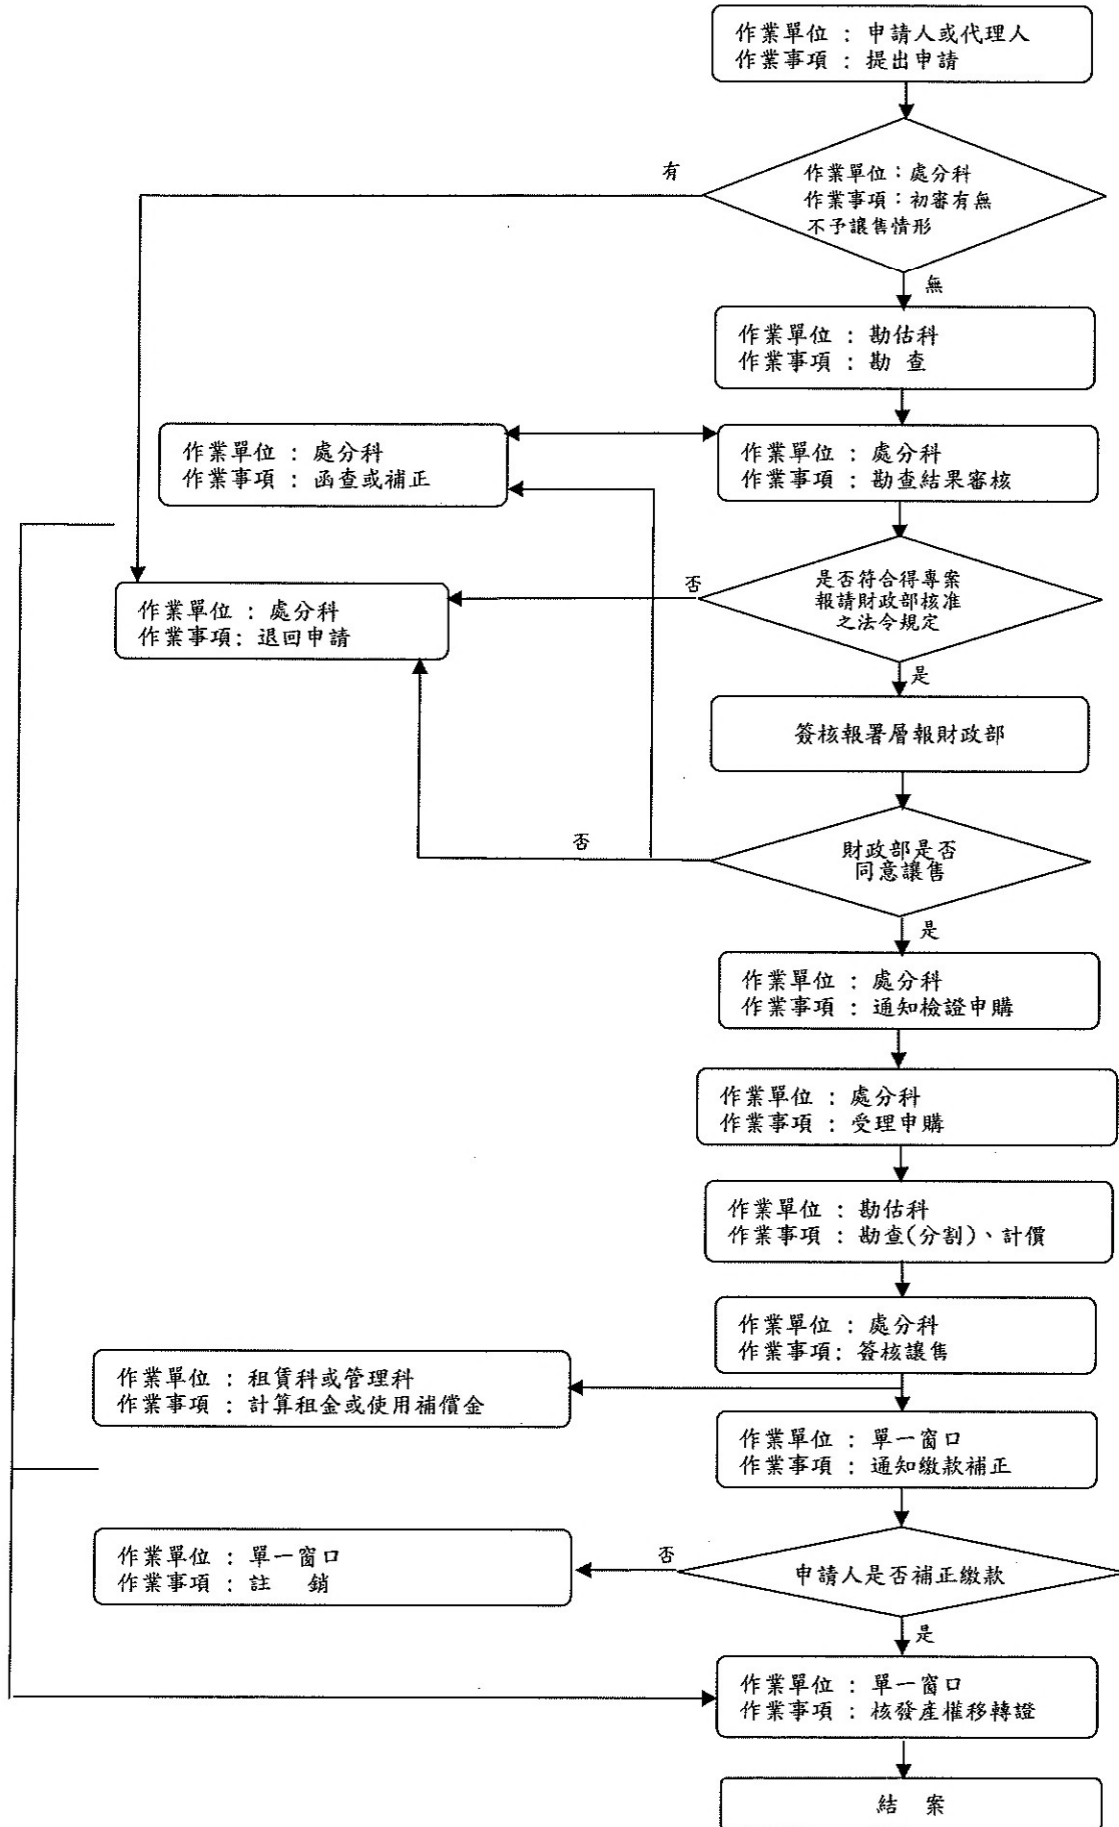 作業單位 : 申請人或代理人
作業事項 : 提出申請
有
作業單位：處分科
作業事項：初審有無
不予讓售情形
無
作業單位 : 勘估科
作業事項 : 勘 查
作業單位 : 處分科
作業事項 : 函查或補正
作業單位 : 處分科
作業事項 : 勘查結果審核
否
是否符合得專案
報請財政部核准
之法令規定
作業單位 : 處分科
作業事項: 退回申請
是
簽核報署層報財政部
否
財政部是否
同意讓售
是
作業單位 : 處分科
作業事項 : 通知檢證申購
作業單位 : 處分科
作業事項 : 受理申購
作業單位 : 勘估科
作業事項 : 勘查(分割)、計價
作業單位 : 處分科
作業事項: 簽核讓售
作業單位 : 租賃科或管理科
作業事項 : 計算租金或使用補償金
作業單位 : 單一窗口
作業事項 : 通知繳款補正
作業單位 : 單一窗口
作業事項 : 註 銷
否
申請人是否補正繳款
是
作業單位 : 單一窗口
作業事項 : 核發產權移轉證
結 案